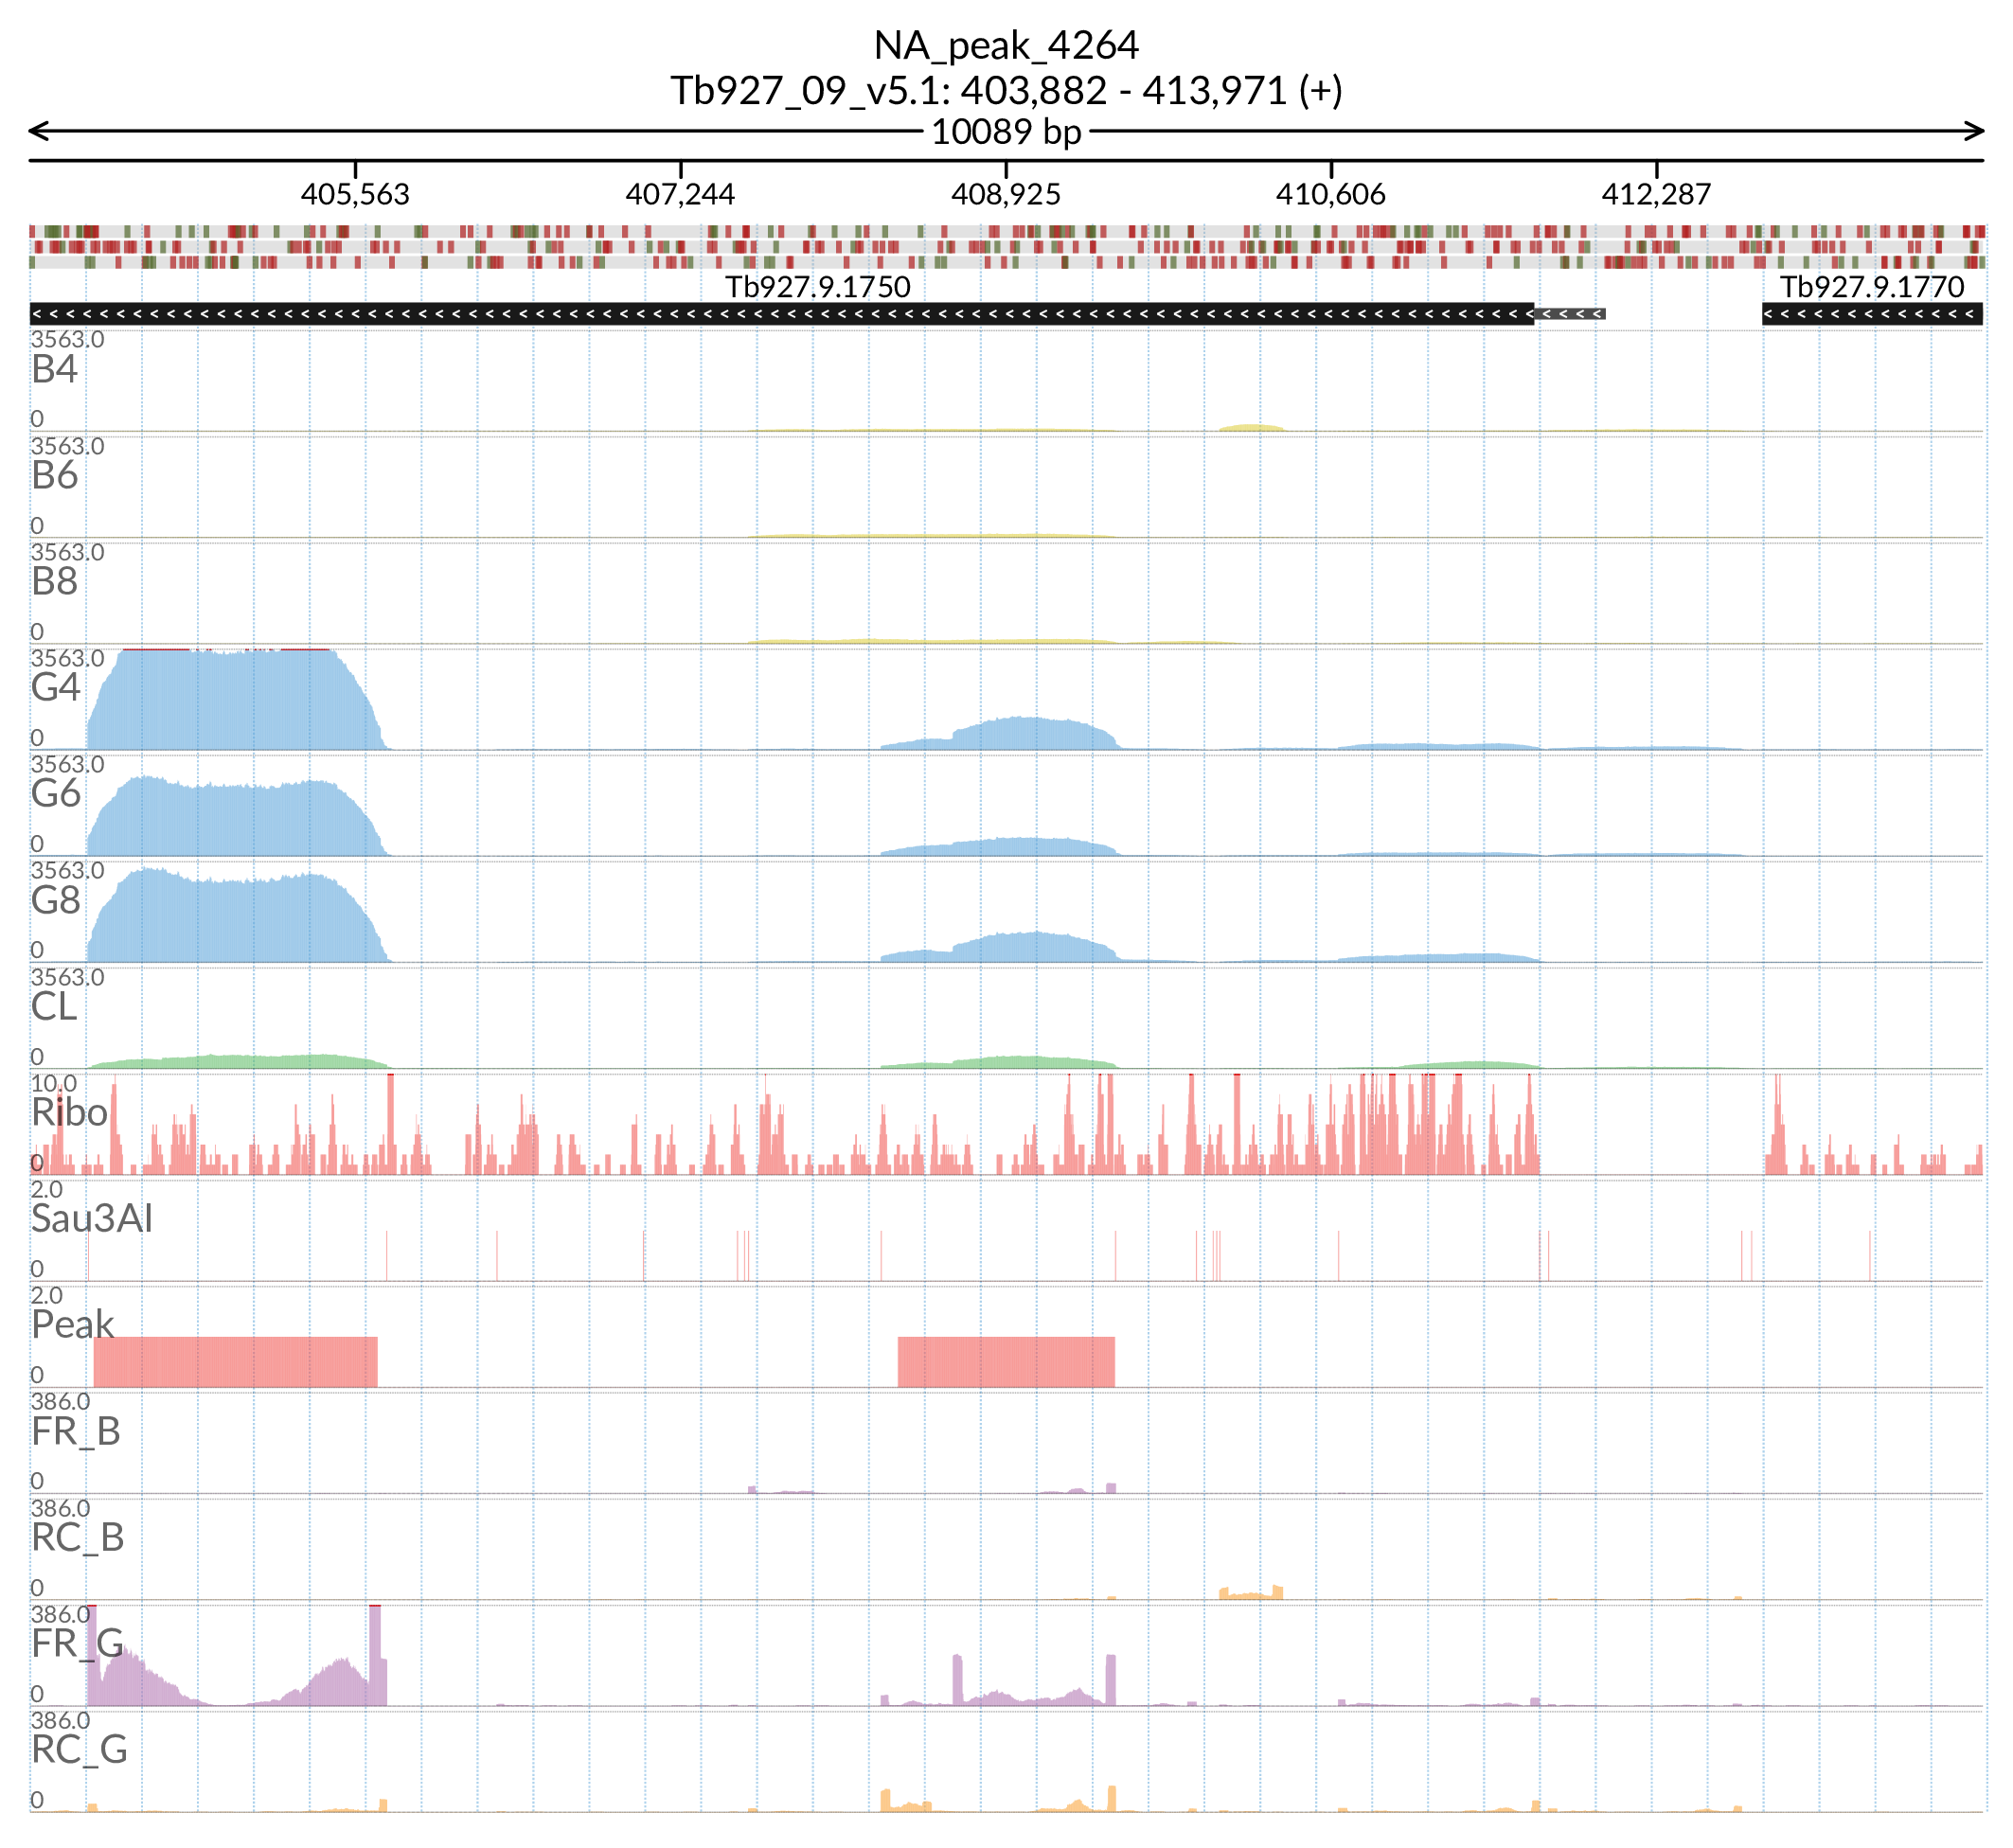 NA_peak_4264
Tb927_09_v5.1: 403,882 - 413,971 (+)
10089 bp
405,563 407,244 408,925 410,606 412,287
Tb927.9.1750 Tb927.9.1770
3563.0
B4
0
3563.0
B6
0
3563.0
B8
0
3563.0
G4
0
3563.0
G6
0
3563.0
G8
0
3563.0
CL
0
10.0
Ribo
0
2.0
Sau3AI
0
2.0
Peak
0
386.0
FR_B
0
386.0
RC_B
0
386.0
FR_G
0
386.0
RC_G
0